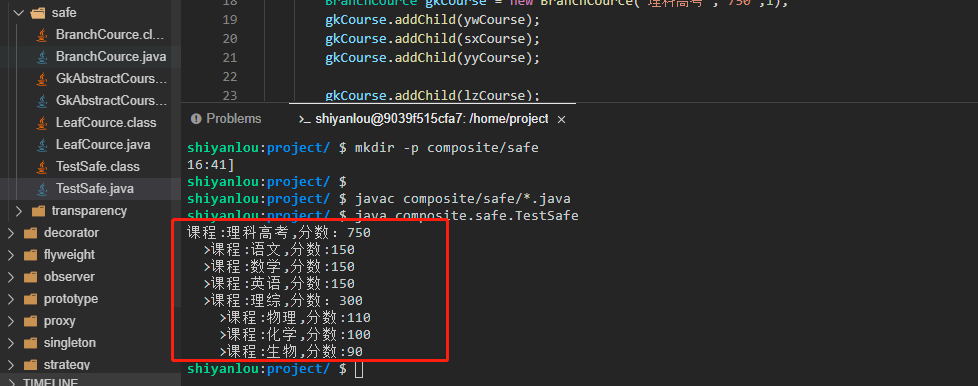 safe
BranchCource.cl...
BranchCource.java
GkAbstractCours...
GkAbstractCours...
LeafCource.class
LeafCource.java
TestSafe.class
TestSafe.java
transparency
decorator
flyweight
observer
prototype
proxy
singleton
strategy
TIMELINE
18 BranchCource gkCourse = new BranchCource("理科高考","750",1);
19 gkCourse.addChild(ywCourse);
20 gkCourse.addChild(sxCourse);
21 gkCourse.addChild(yyCourse);
22
23 gkCourse.addChild(lzCourse);
Problems
>_ shiyanlou@9039f515cfa7: /home/project ×
shiyanlou:project/ $ mkdir -p composite/safe
16:41]
shiyanlou:project/ $
shiyanlou:project/ $ javac composite/safe/*.java
shiyanlou:project/ $ java composite.safe.TestSafe
课程:理科高考,分数: 750
>课程:语文,分数:150
>课程:数学,分数:150
>课程:英语,分数:150
>课程:理综,分数: 300
>课程:物理,分数:110
>课程:化学,分数:100
>课程:生物,分数:90
shiyanlou:project/ $